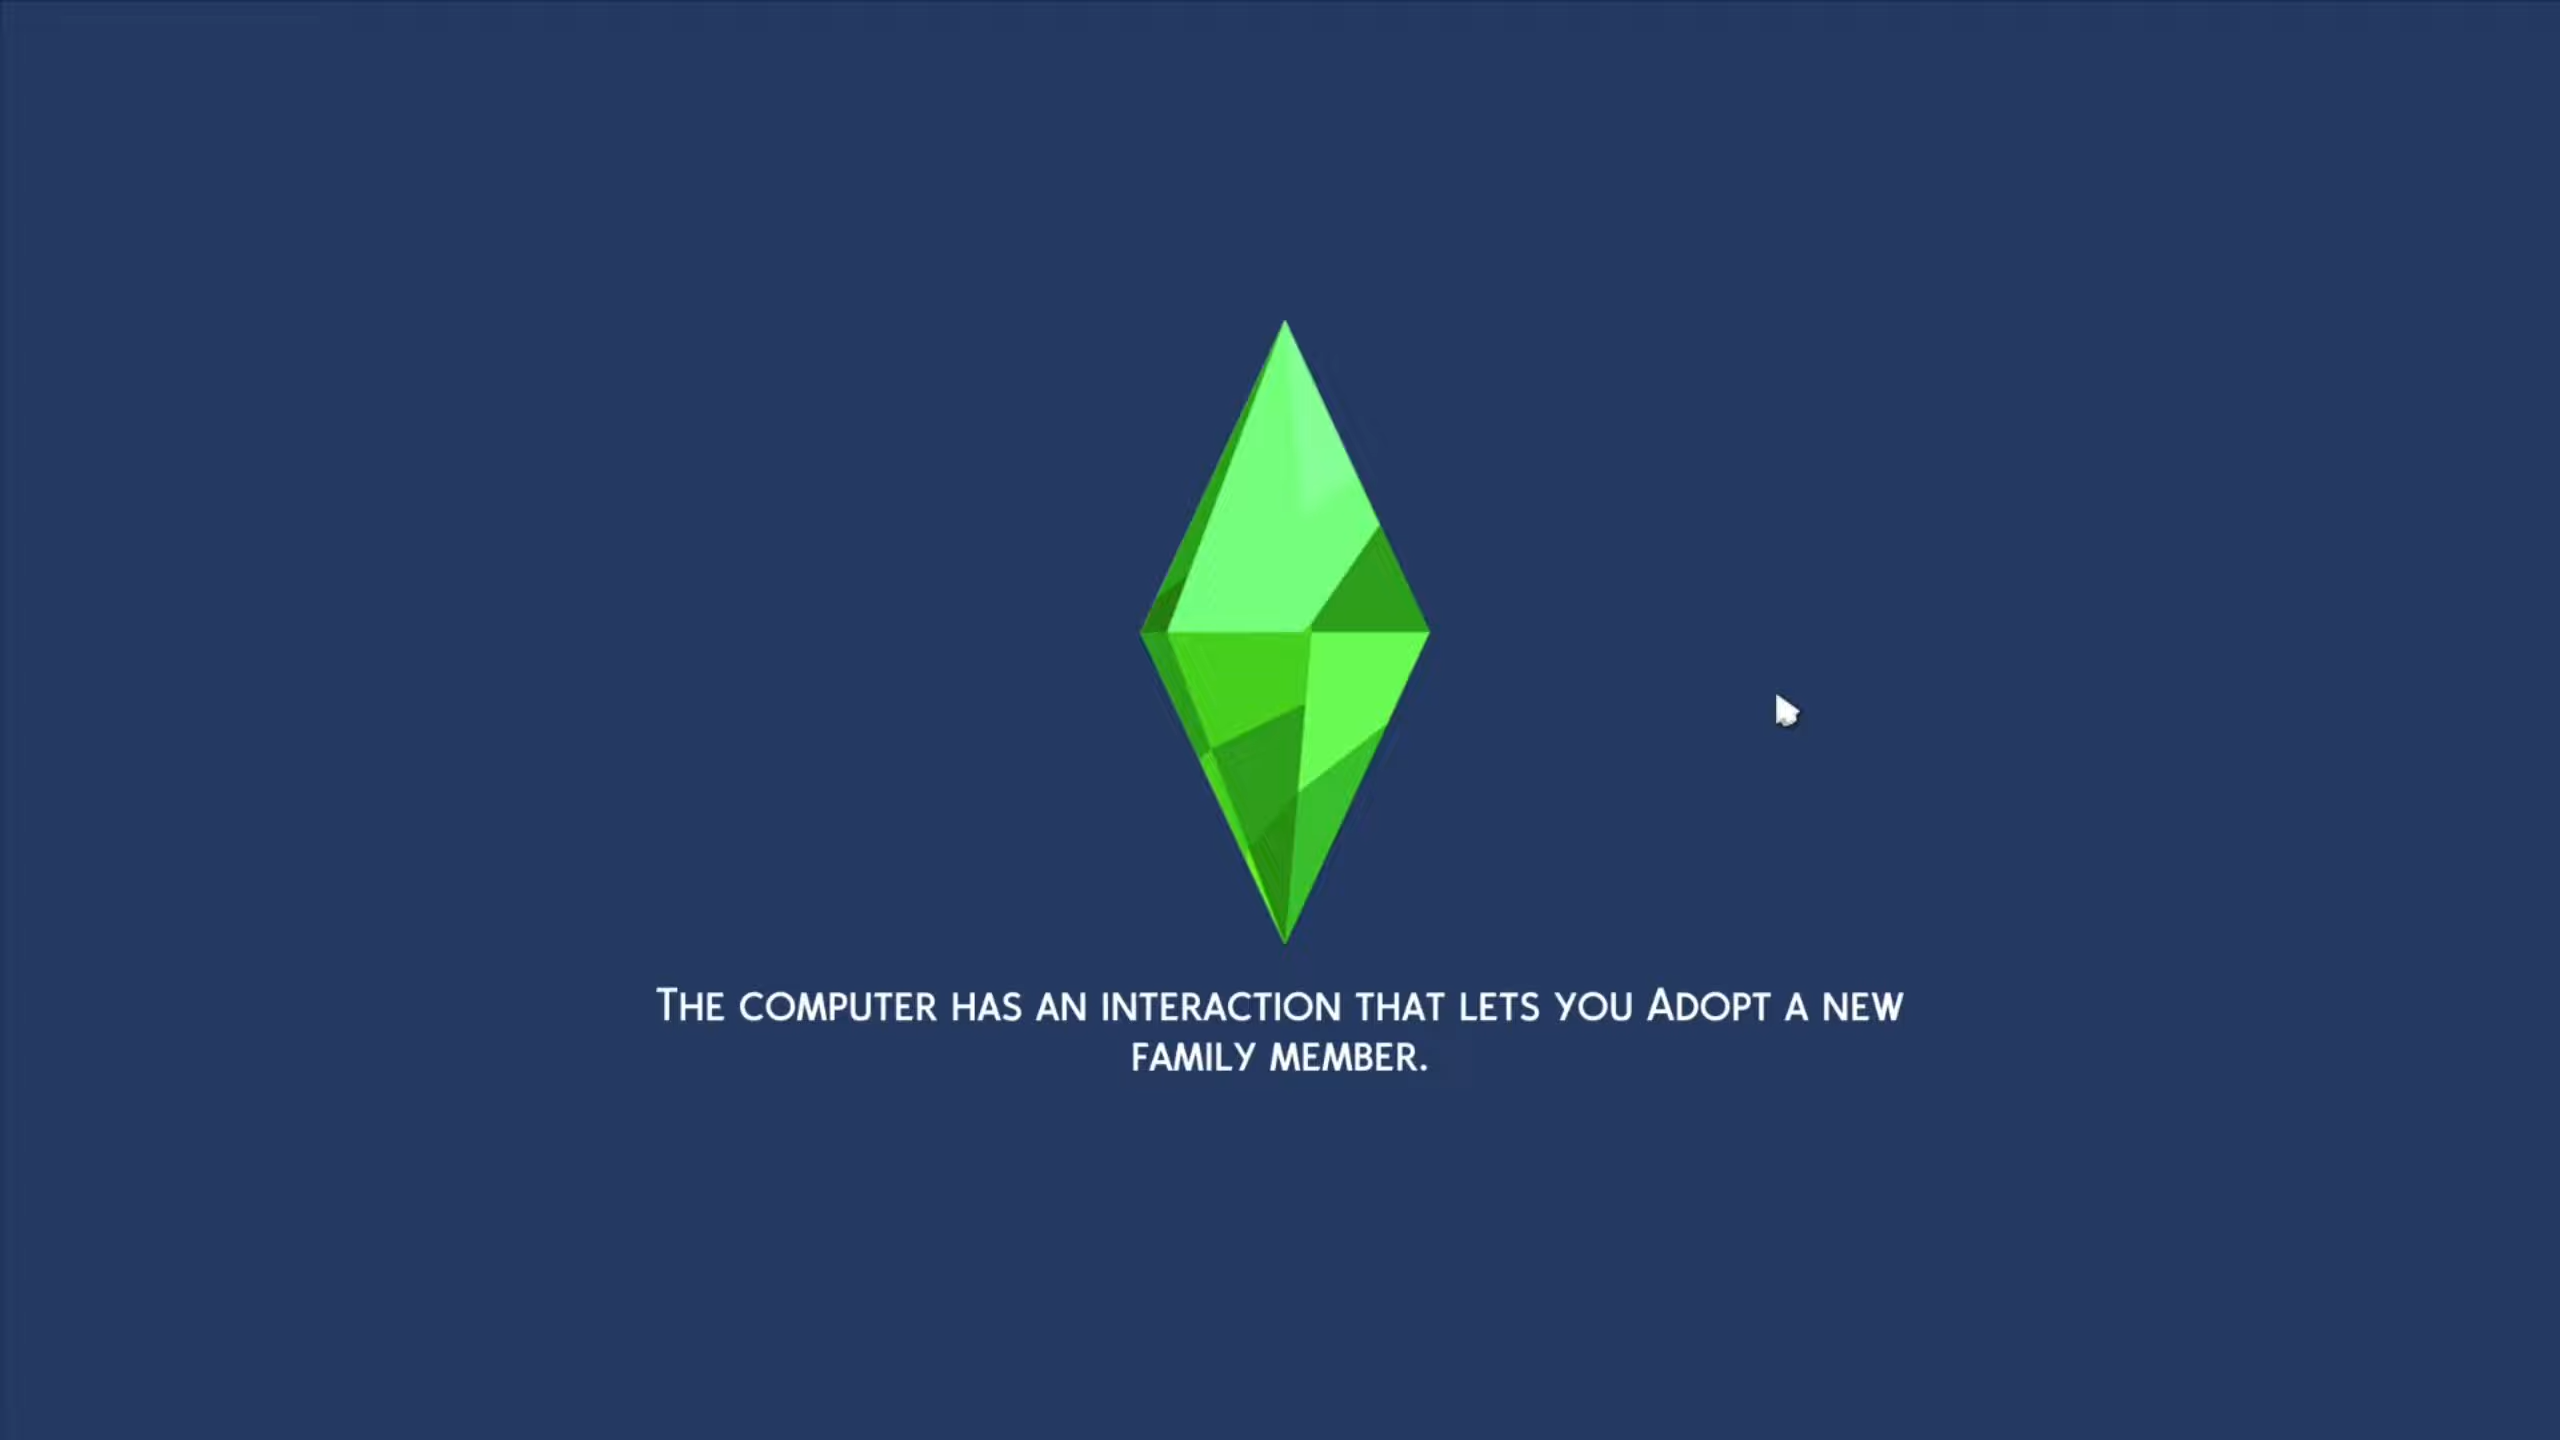 The computer has an interaction that lets you Adopt a new
family member.